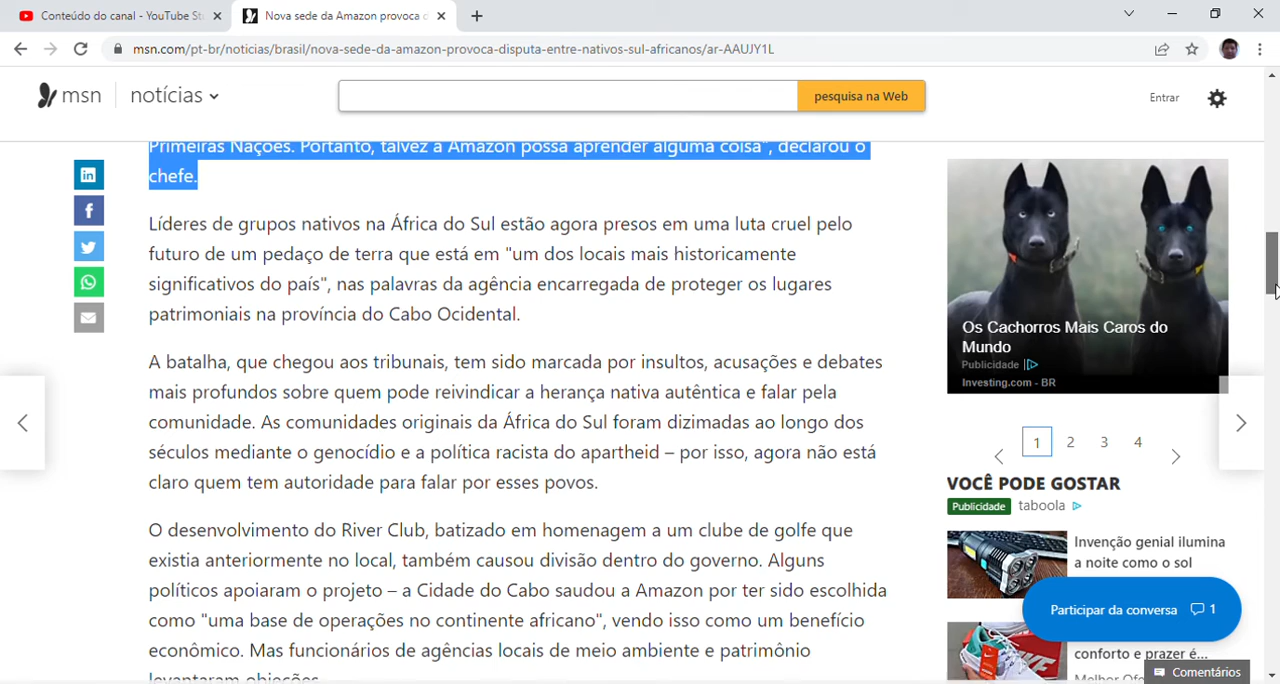 Conteúdo do canal - YouTube St
Nova sede da Amazon provoca d
msn.com/pt-br/noticias/brasil/nova-sede-da-amazon-provoca-disputa-entre-nativos-sul-africanos/ar-AAUJY1L
msn
notícias
pesquisa na Web
Entrar
Primeiras Nações. Portanto, talvez a Amazon possa aprender alguma coisa", declarou o
chefe.
Líderes de grupos nativos na África do Sul estão agora presos em uma luta cruel pelo
futuro de um pedaço de terra que está em "um dos locais mais historicamente
significativos do país", nas palavras da agência encarregada de proteger os lugares
patrimoniais na província do Cabo Ocidental.
A batalha, que chegou aos tribunais, tem sido marcada por insultos, acusações e debates
mais profundos sobre quem pode reivindicar a herança nativa autêntica e falar pela
comunidade. As comunidades originais da África do Sul foram dizimadas ao longo dos
séculos mediante o genocídio e a política racista do apartheid – por isso, agora não está
claro quem tem autoridade para falar por esses povos.
O desenvolvimento do River Club, batizado em homenagem a um clube de golfe que
existia anteriormente no local, também causou divisão dentro do governo. Alguns
políticos apoiaram o projeto – a Cidade do Cabo saudou a Amazon por ter sido escolhida
como "uma base de operações no continente africano", vendo isso como um benefício
econômico. Mas funcionários de agências locais de meio ambiente e patrimônio
levantaram objeções.
Os Cachorros Mais Caros do
Mundo
Publicidade
Investing.com - BR
1 2 3 4
VOCÊ PODE GOSTAR
Publicidade taboola
Invenção genial ilumina
a noite como o sol
Participar da conversa 1
conforto e prazer é...
Melhor Ofe
Comentários